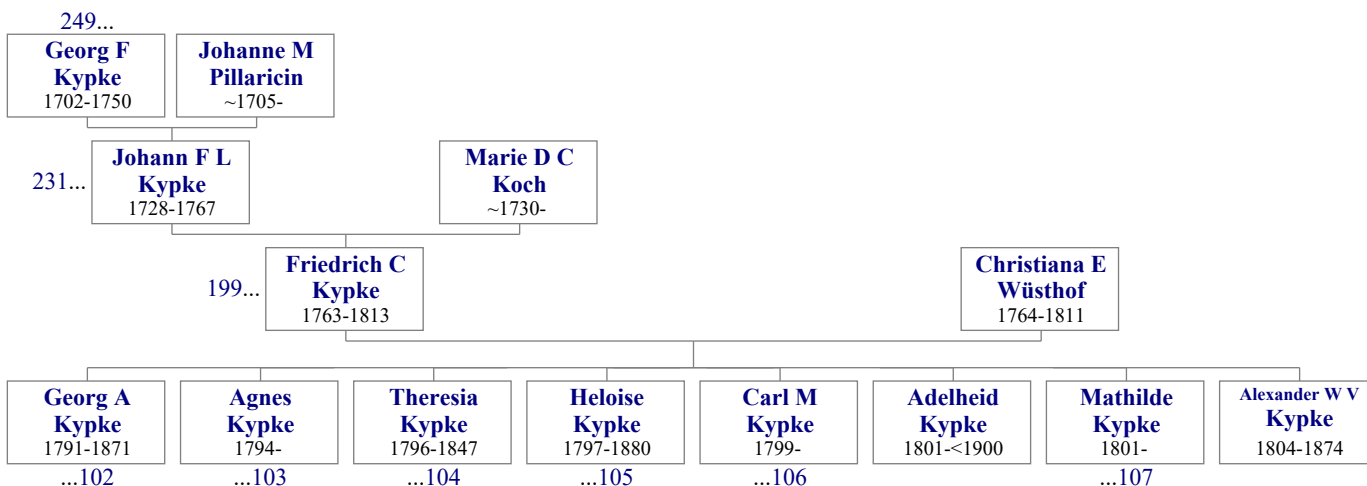 249...
Georg F
Kypke
1702-1750
Johanne M
Pillaricin
~1705-
231...
Johann F L
Kypke
1728-1767
Marie D C
Koch
~1730-
199...
Friedrich C
Kypke
1763-1813
Christiana E
Wüsthof
1764-1811
Georg A
Kypke
1791-1871
...102
Agnes
Kypke
1794-
...103
Theresia
Kypke
1796-1847
...104
Heloise
Kypke
1797-1880
...105
Carl M
Kypke
1799-
...106
Adelheid
Kypke
1801-<1900
Mathilde
Kypke
1801-
...107
Alexander W V
Kypke
1804-1874